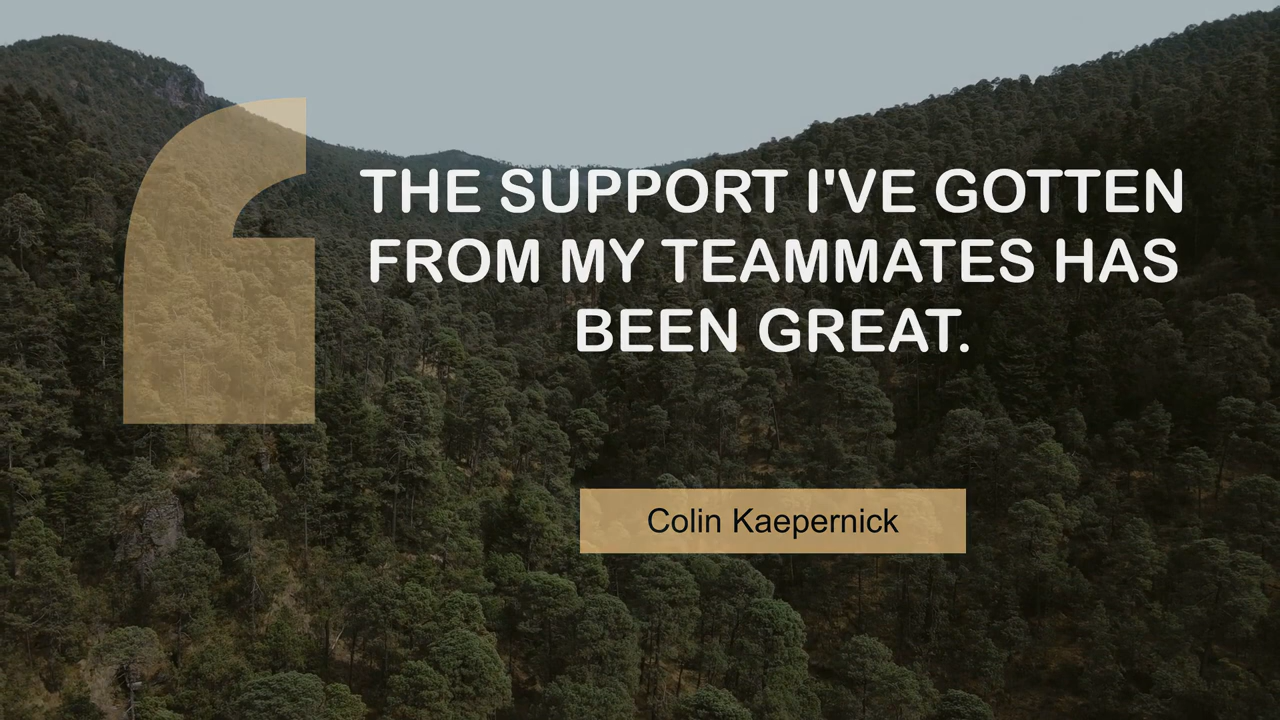 THE SUPPORT I'VE GOTTEN
FROM MY TEAMMATES HAS
BEEN GREAT.
Colin Kaepernick